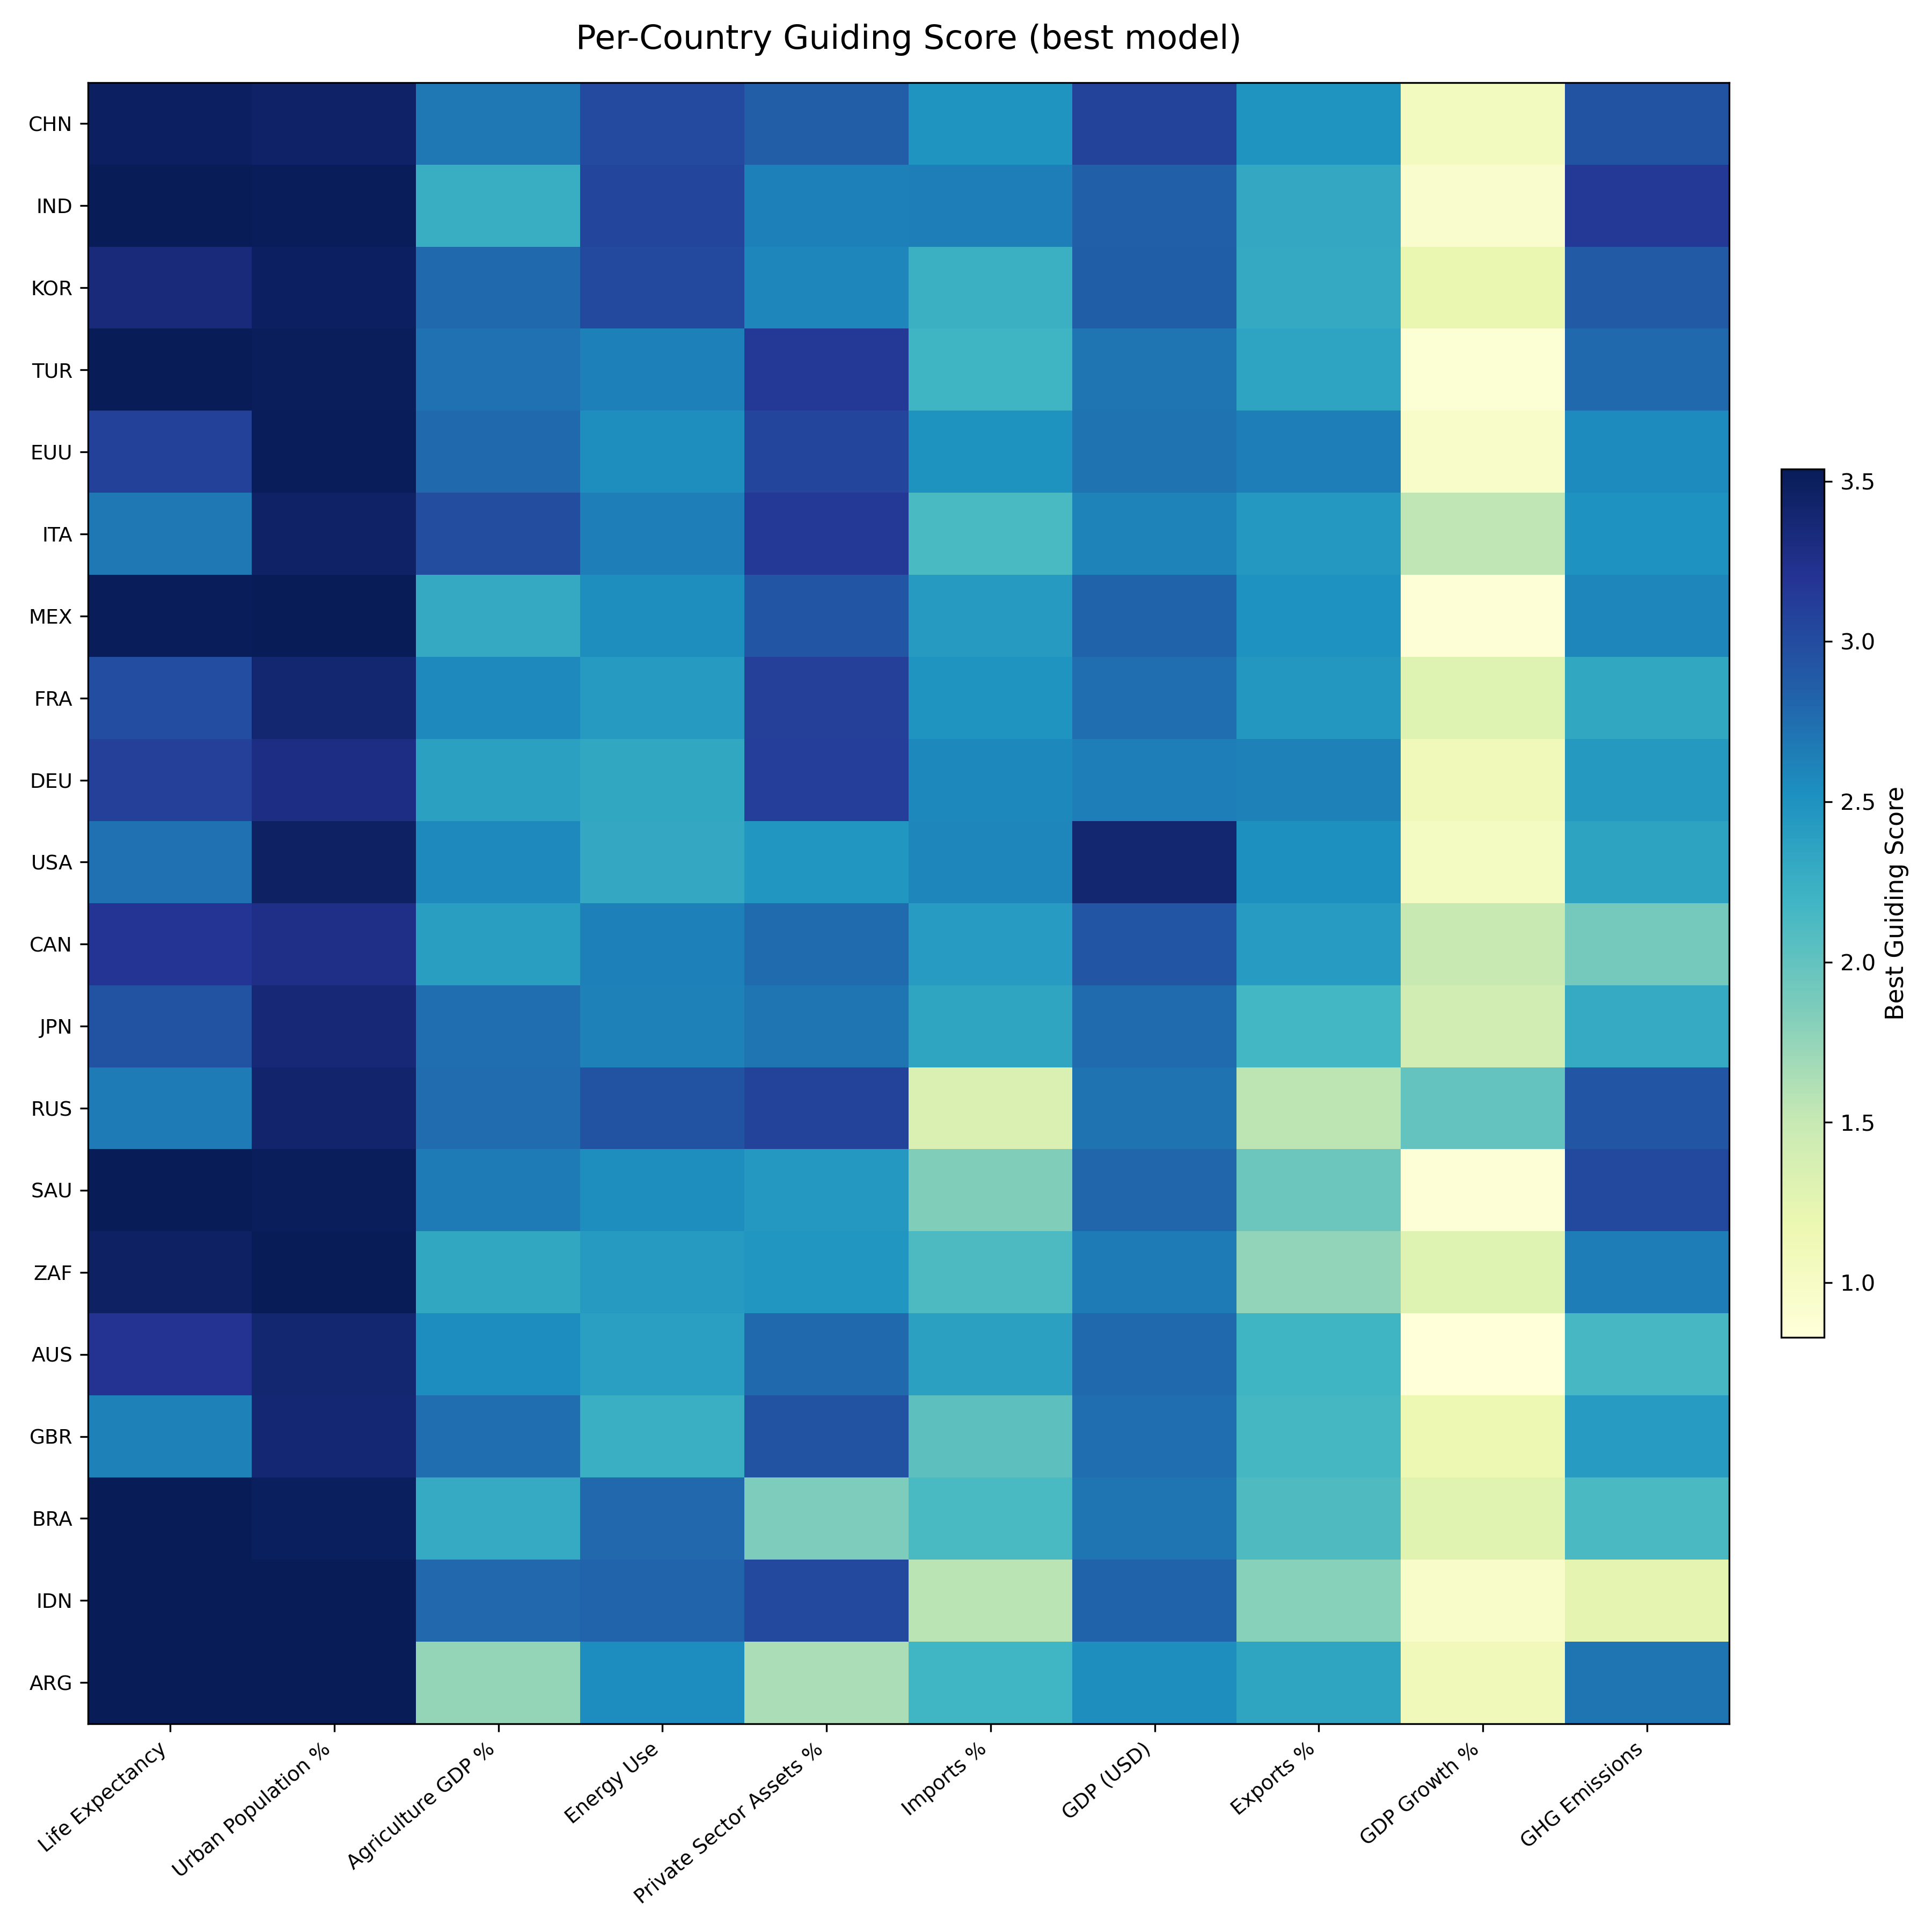 Per-Country Guiding Score (best model)
CHN
IND
KOR
TUR
EUU
ITA
MEX
FRA
DEU
USA
CAN
JPN
RUS
SAU
ZAF
AUS
GBR
BRA
IDN
ARG
Life Expectancy
Urban Population %
Agriculture GDP %
Energy Use
Private Sector Assets %
Imports %
GDP (USD)
Exports %
GDP Growth %
GHG Emissions
3.5
3.0
2.5
2.0
1.5
1.0
Best Guiding Score